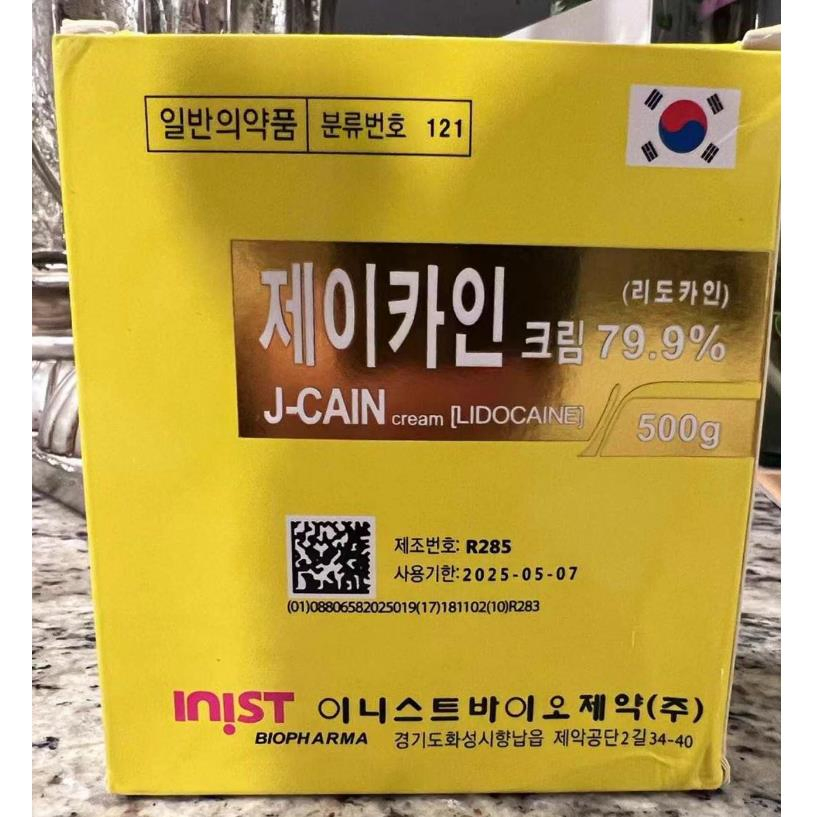 일반의약품 분류번호 121
(리도카인)
제이카인 크림 79.9%
J-CAIN cream [LIDOCAINE]
500g
제조번호: R285
사용기한: 2025-05-07
(01)08806582025019(17)181102(10)R283
INIST 이니스트바이오제약(주)
BIOPHARMA 경기도화성시향납읍 제악공단2길34-40